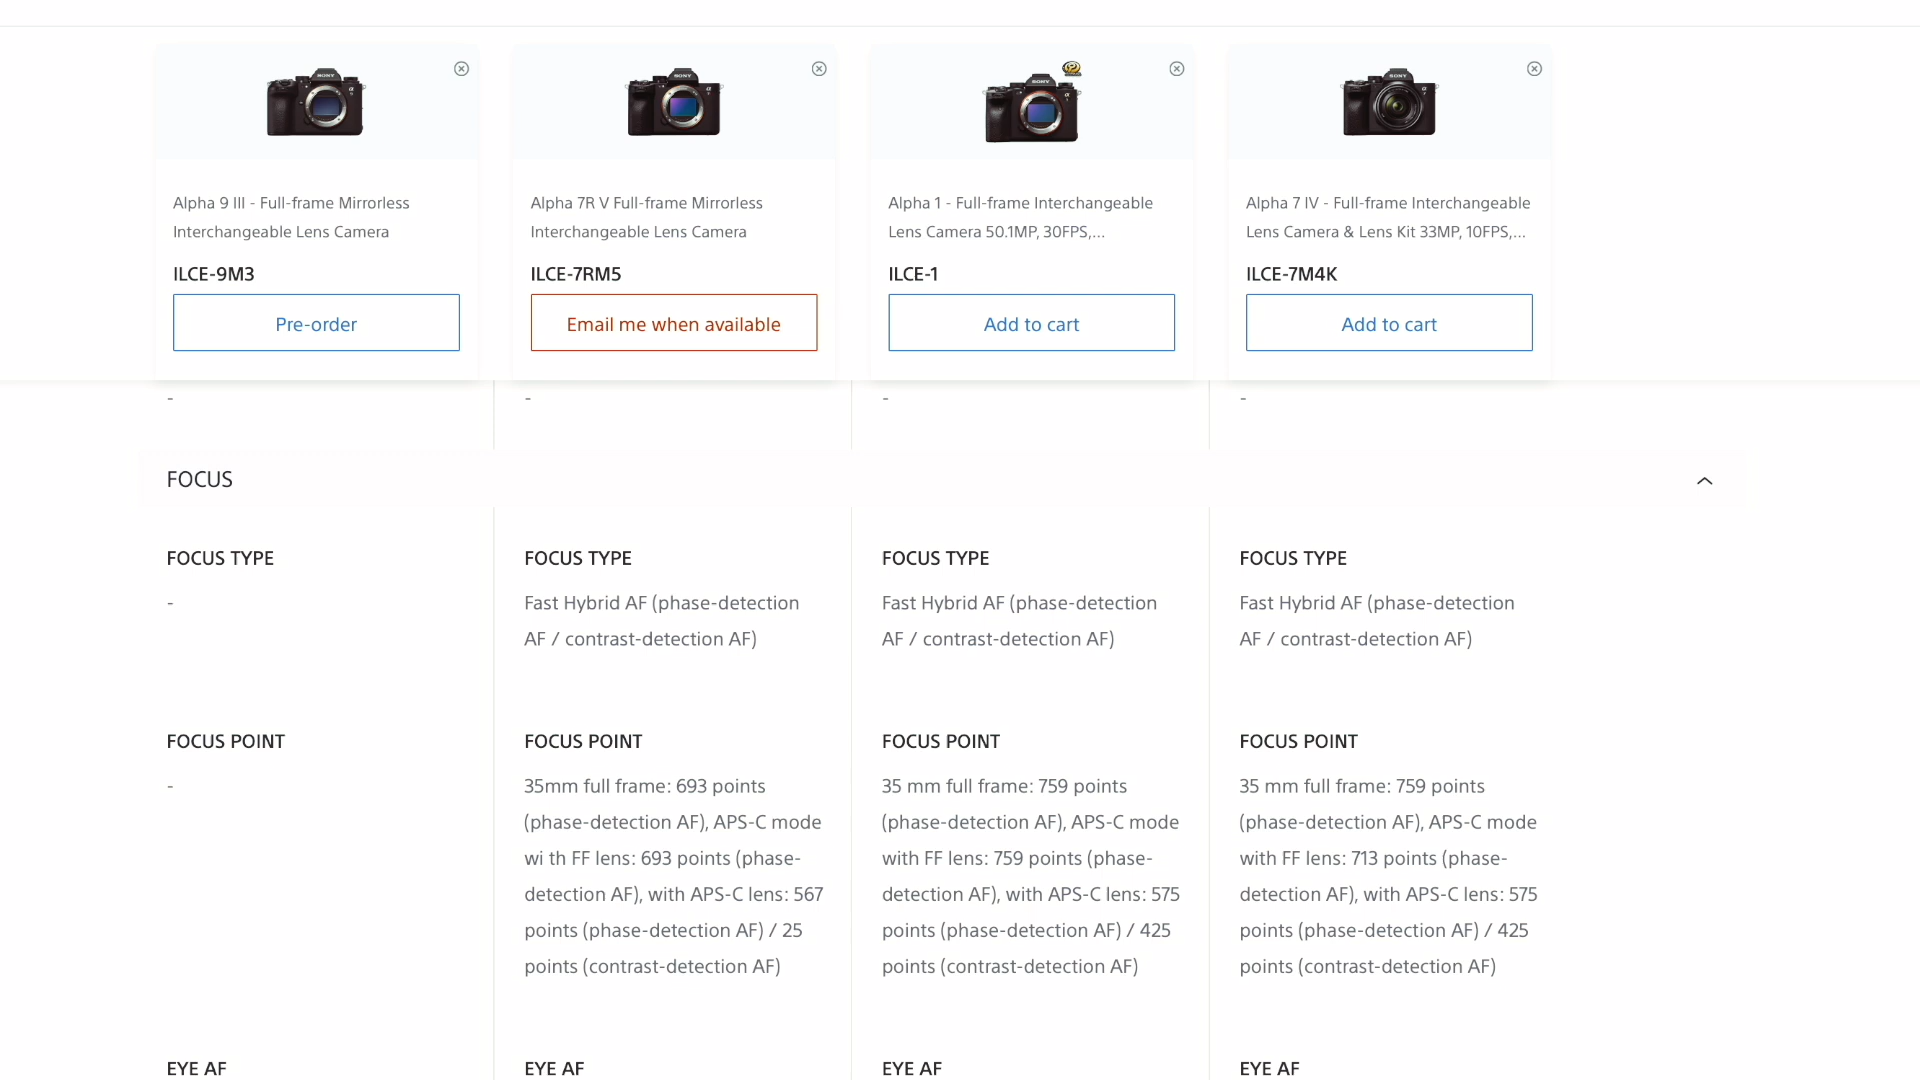 SONY
SONY
SONY
SONY
Alpha 9 III - Full-frame Mirrorless
Interchangeable Lens Camera
ILCE-9M3
Pre-order
Alpha 7R V Full-frame Mirrorless
Interchangeable Lens Camera
ILCE-7RM5
Email me when available
Alpha 1 - Full-frame Interchangeable
Lens Camera 50.1MP, 30FPS,...
ILCE-1
Add to cart
Alpha 7 IV - Full-frame Interchangeable
Lens Camera & Lens Kit 33MP, 10FPS,...
ILCE-7M4K
Add to cart
-
-
-
-
FOCUS
FOCUS TYPE
-
FOCUS TYPE
Fast Hybrid AF (phase-detection
AF / contrast-detection AF)
FOCUS TYPE
Fast Hybrid AF (phase-detection
AF / contrast-detection AF)
FOCUS TYPE
Fast Hybrid AF (phase-detection
AF / contrast-detection AF)
FOCUS POINT
-
FOCUS POINT
35mm full frame: 693 points
(phase-detection AF), APS-C mode
wi th FF lens: 693 points (phase-
detection AF), with APS-C lens: 567
points (phase-detection AF) / 25
points (contrast-detection AF)
FOCUS POINT
35 mm full frame: 759 points
(phase-detection AF), APS-C mode
with FF lens: 759 points (phase-
detection AF), with APS-C lens: 575
points (phase-detection AF) / 425
points (contrast-detection AF)
FOCUS POINT
35 mm full frame: 759 points
(phase-detection AF), APS-C mode
with FF lens: 713 points (phase-
detection AF), with APS-C lens: 575
points (phase-detection AF) / 425
points (contrast-detection AF)
EYE AF
EYE AF
EYE AF
EYE AF